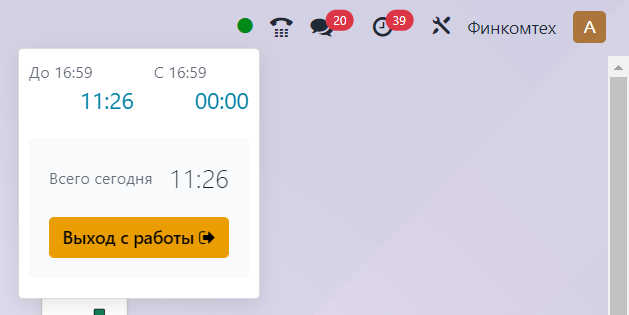 20 39 Финкомтех A
До 16:59 С 16:59
11:26 00:00
Всего сегодня 11:26
Выход с работы